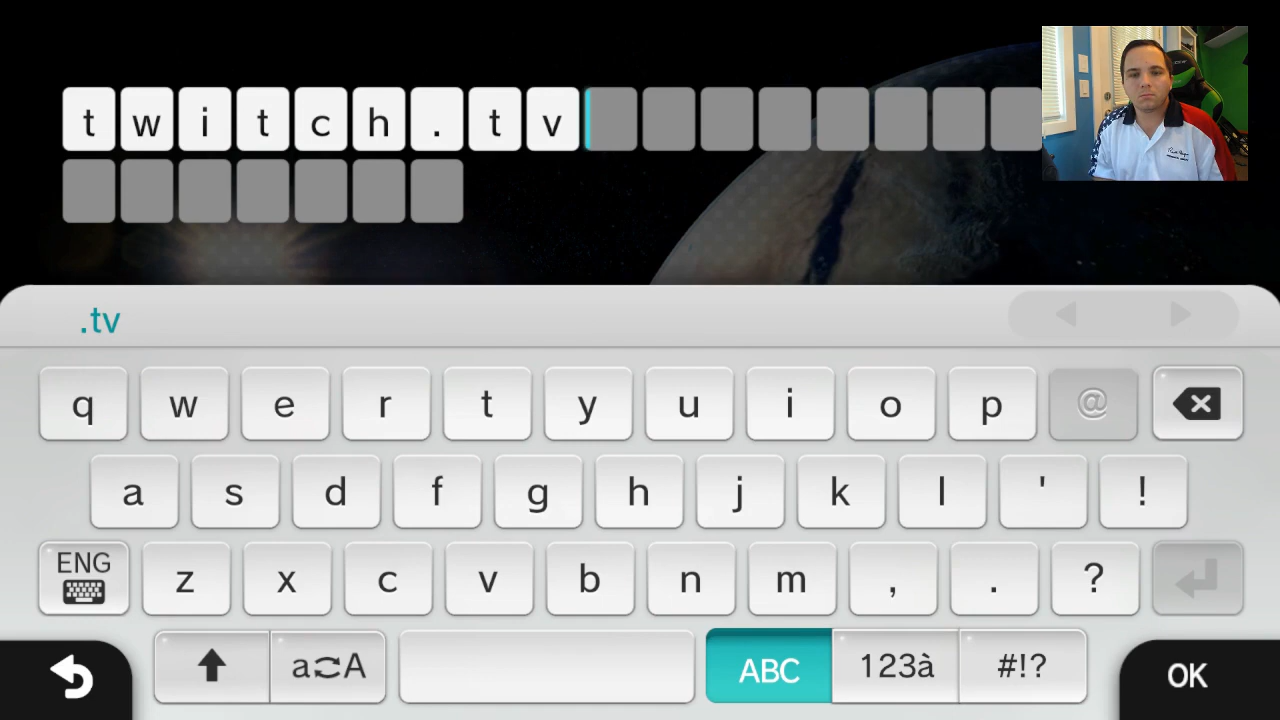 twitch.tv
.tv
q w e r t y u i o p @
a s d f g h j k l ' !
ENG z x c v b n m , . ?
a A ABC 123à #!? OK